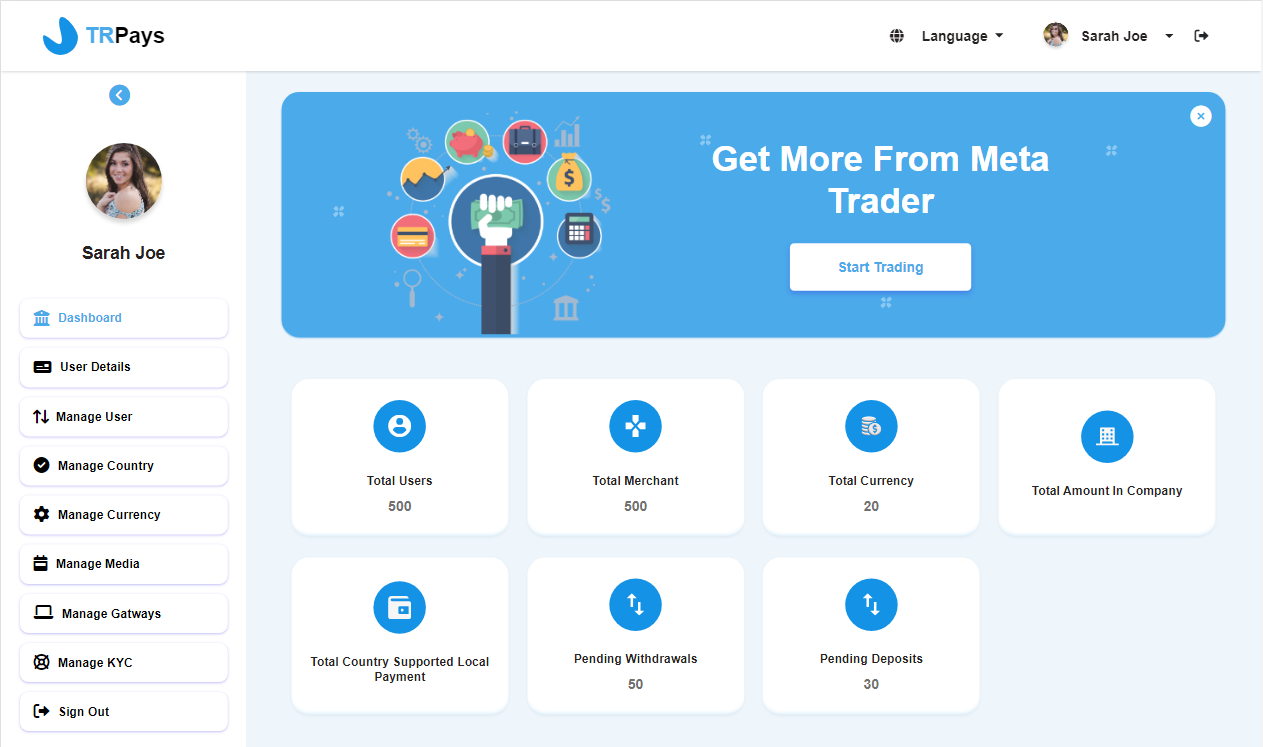 TRPays
Language
Sarah Joe
Sarah Joe
Dashboard
User Details
Manage User
Manage Country
Manage Currency
Manage Media
Manage Gatways
Manage KYC
Sign Out
Get More From Meta
Trader
Start Trading
Total Users
500
Total Merchant
500
Total Currency
20
Total Amount In Company
Total Country Supported Local
Payment
Pending Withdrawals
50
Pending Deposits
30